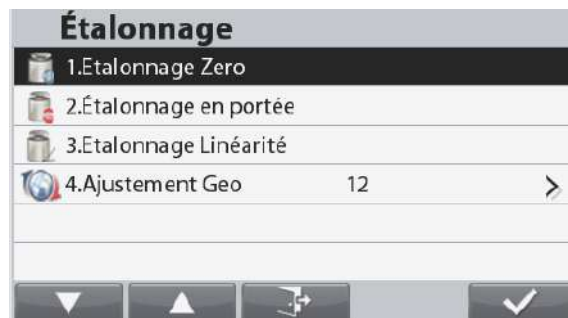 Étalonnage
1.Etalonnage Zero
2.Étalonnage en portée
3.Etalonnage Linéarité
4.Ajustement Geo 12